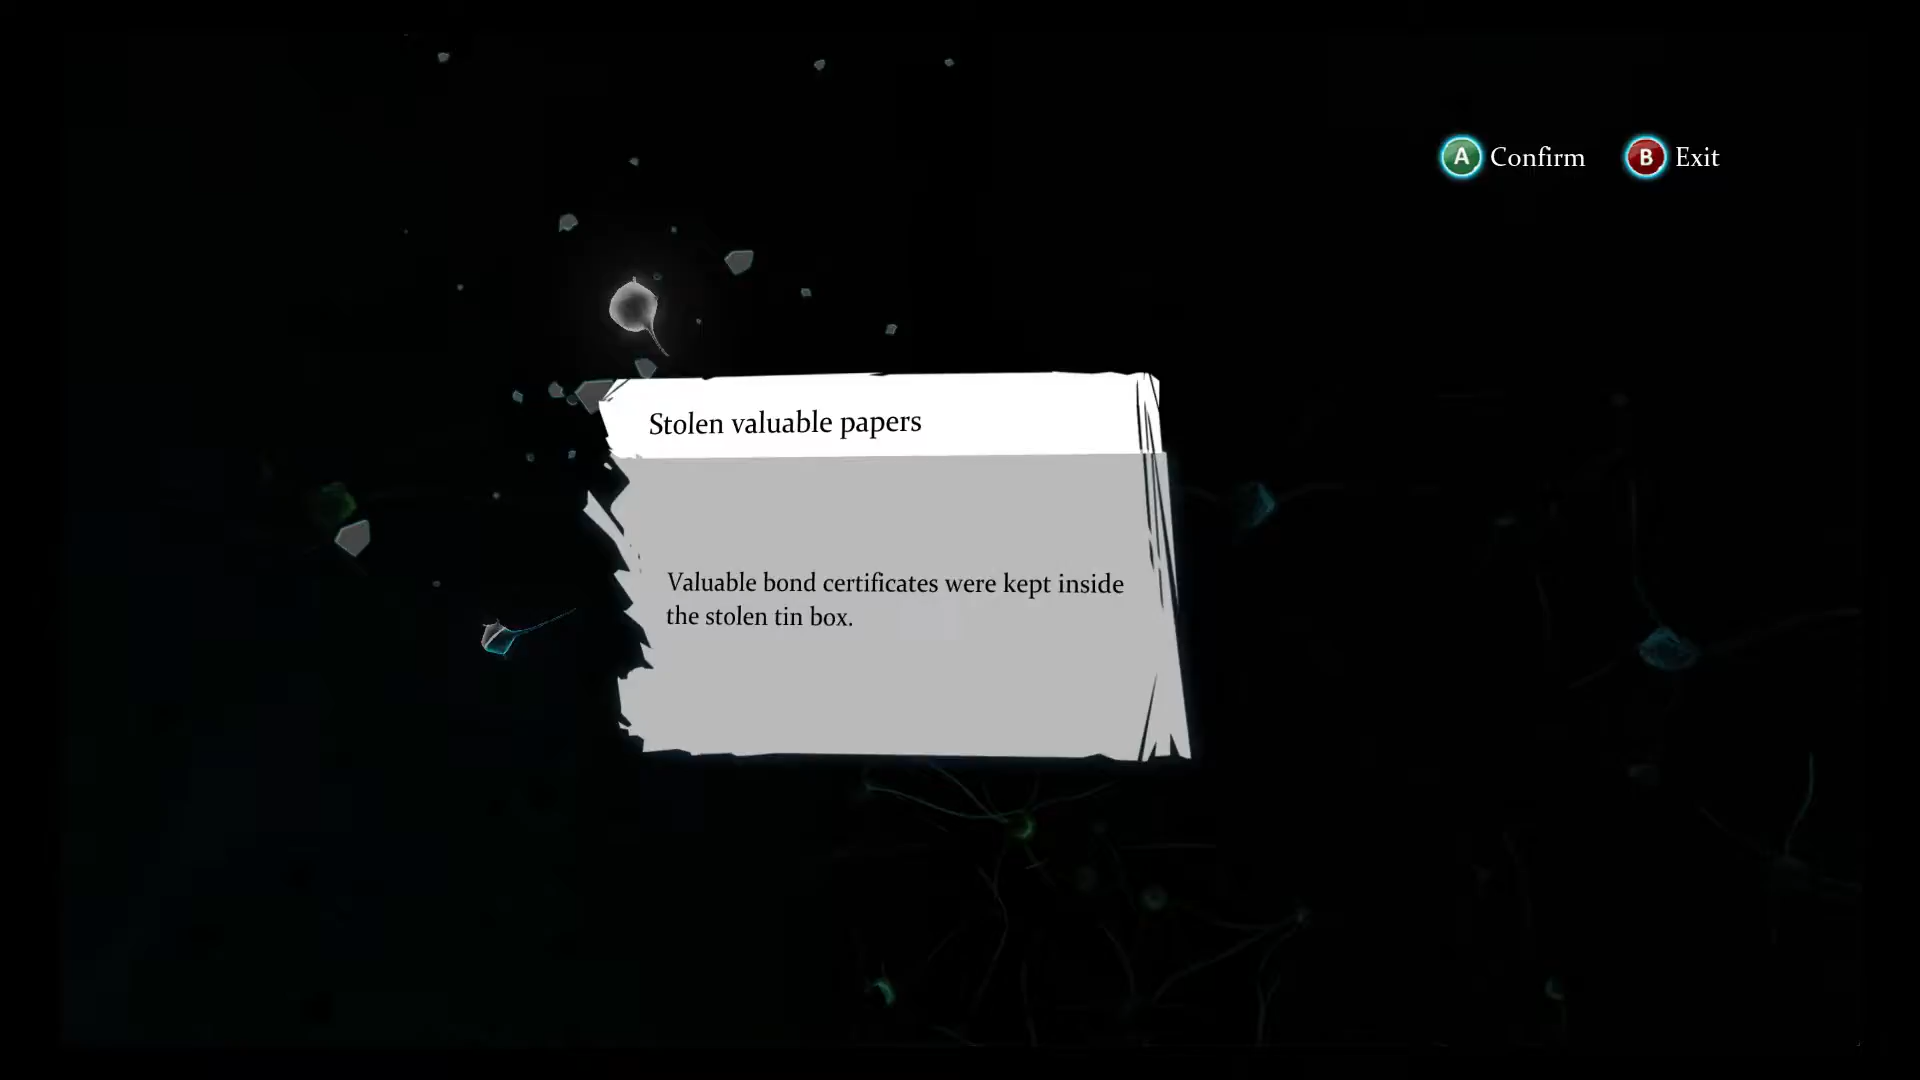 A Confirm B Exit
Stolen valuable papers
Valuable bond certificates were kept inside
the stolen tin box.